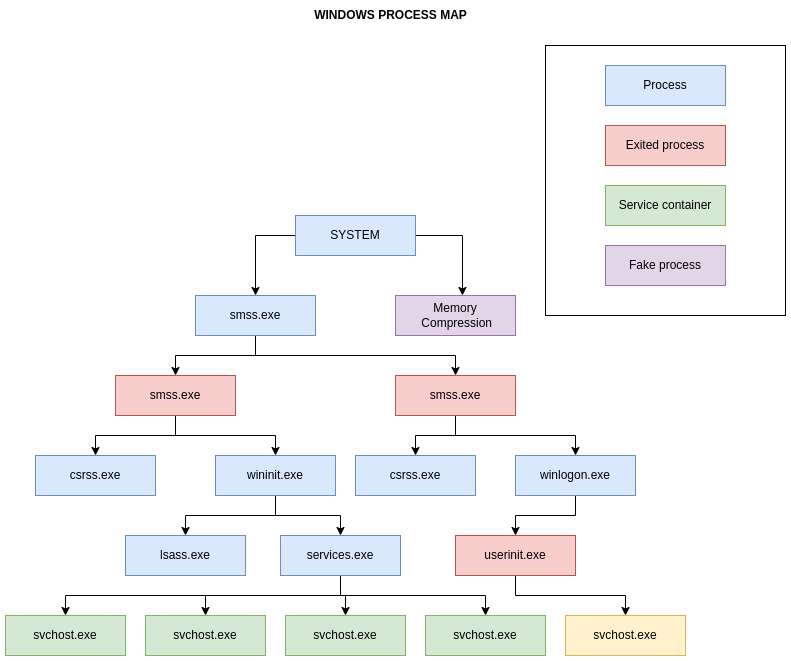 WINDOWS PROCESS MAP
Process
Exited process
Service container
Fake process
SYSTEM
smss.exe
Memory
Compression
smss.exe
smss.exe
csrss.exe
wininit.exe
csrss.exe
winlogon.exe
lsass.exe
services.exe
userinit.exe
svchost.exe
svchost.exe
svchost.exe
svchost.exe
svchost.exe